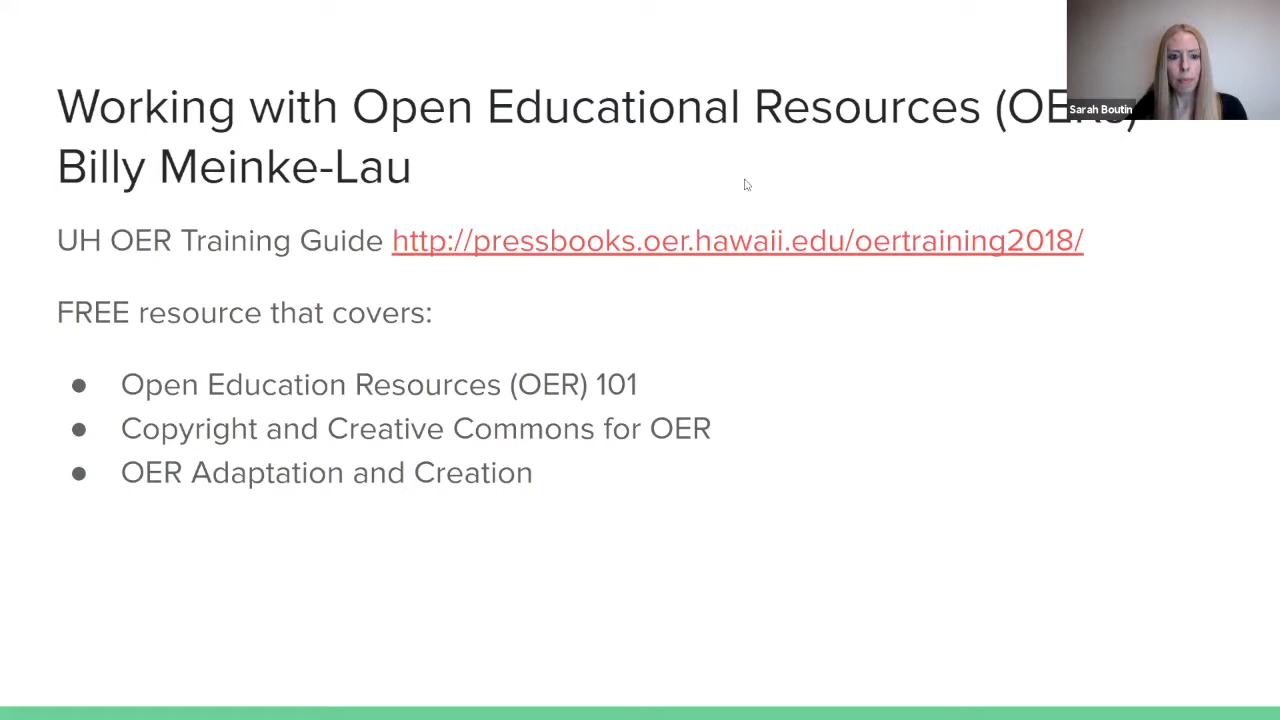 Working with Open Educational Resources (OERs)
Billy Meinke-Lau
UH OER Training Guide http://pressbooks.oer.hawaii.edu/oertraining2018/
FREE resource that covers:
● Open Education Resources (OER) 101
● Copyright and Creative Commons for OER
● OER Adaptation and Creation
Sarah Boutin